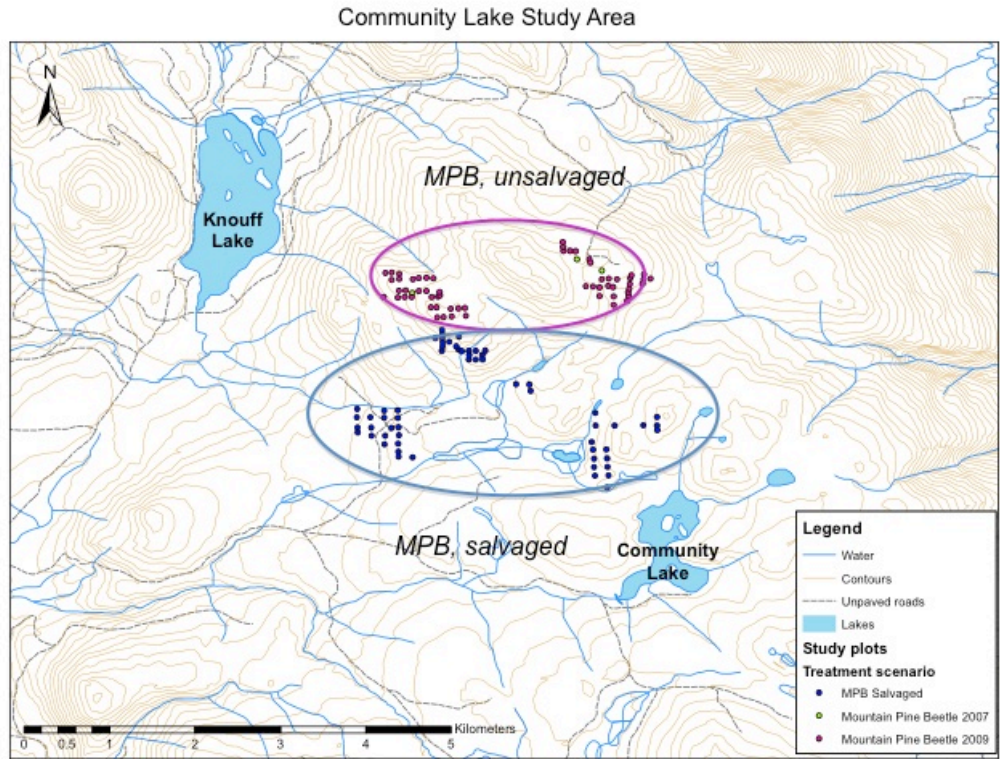 Community Lake Study Area
N
MPB, unsalvaged
Knouff
Lake
MPB, salvaged
Community
Lake
Legend
Water
Contours
Unpaved roads
Lakes
Study plots
Treatment scenario
MPB Salvaged
Mountain Pine Beetle 2007
Mountain Pine Beetle 2009
Kilometers
0 0.5 1 2 3 4 5